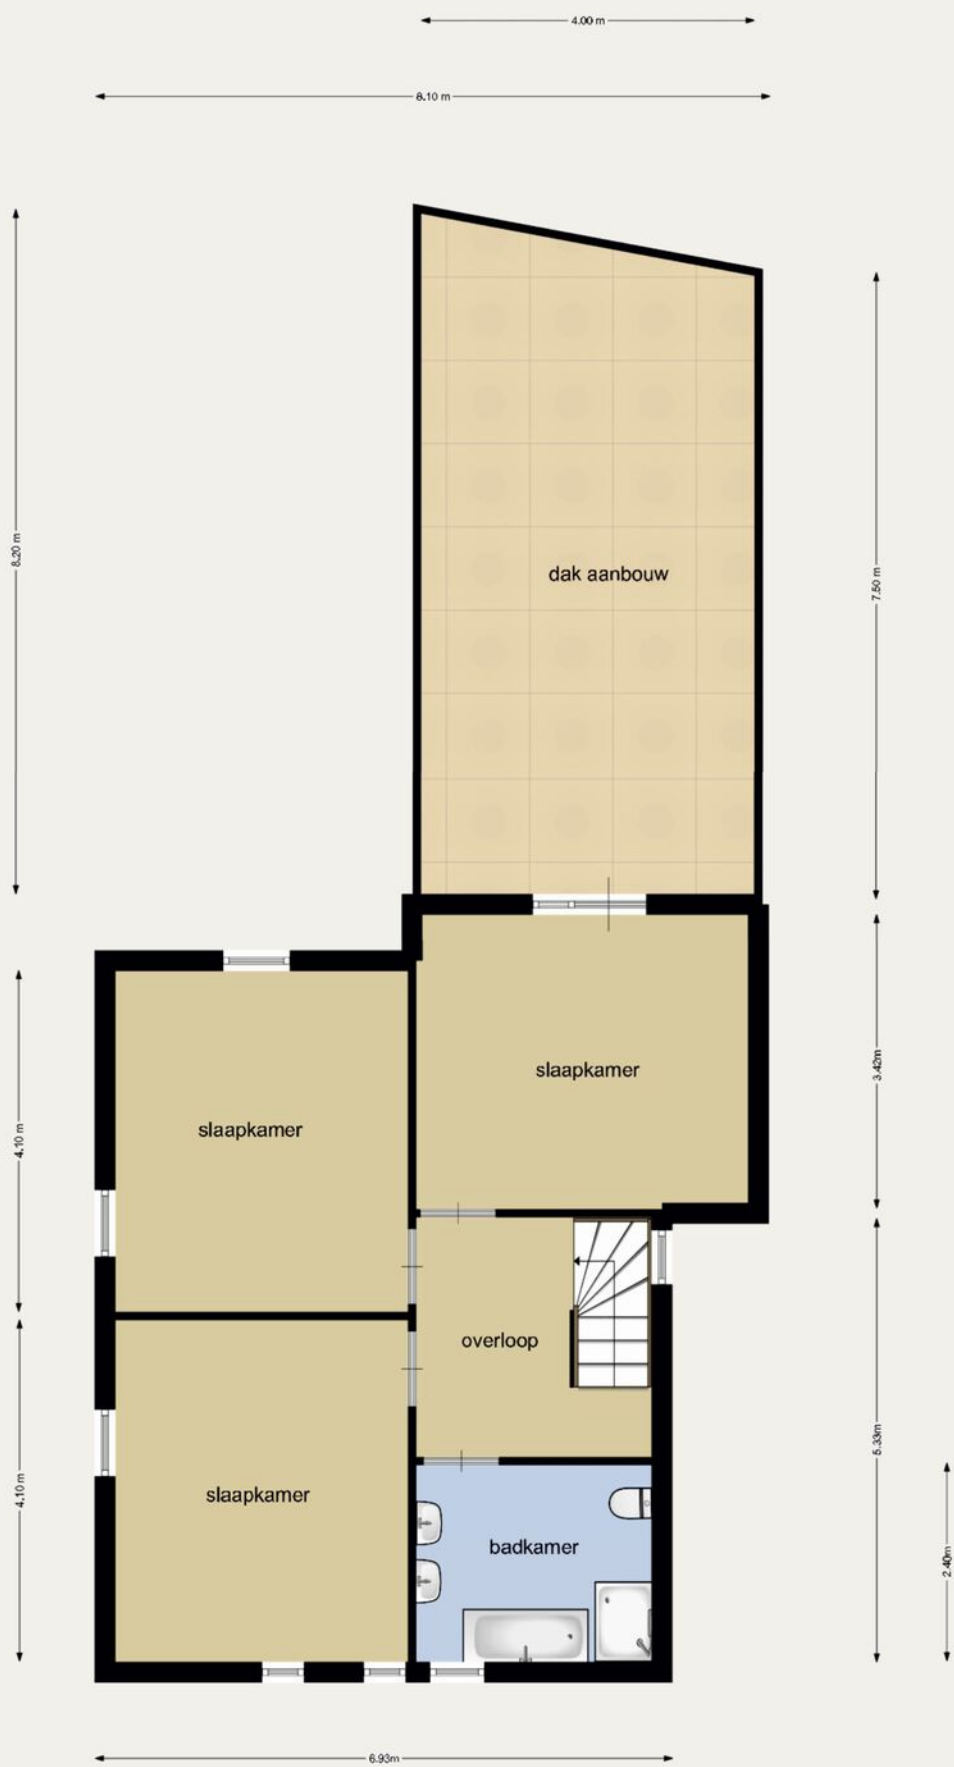 4.00 m
8.10 m
8.20 m
7.50 m
dak aanbouw
slaapkamer
3.42m
slaapkamer
4.10 m
overloop
5.33m
slaapkamer
4.10 m
badkamer
2.40m
6.93m